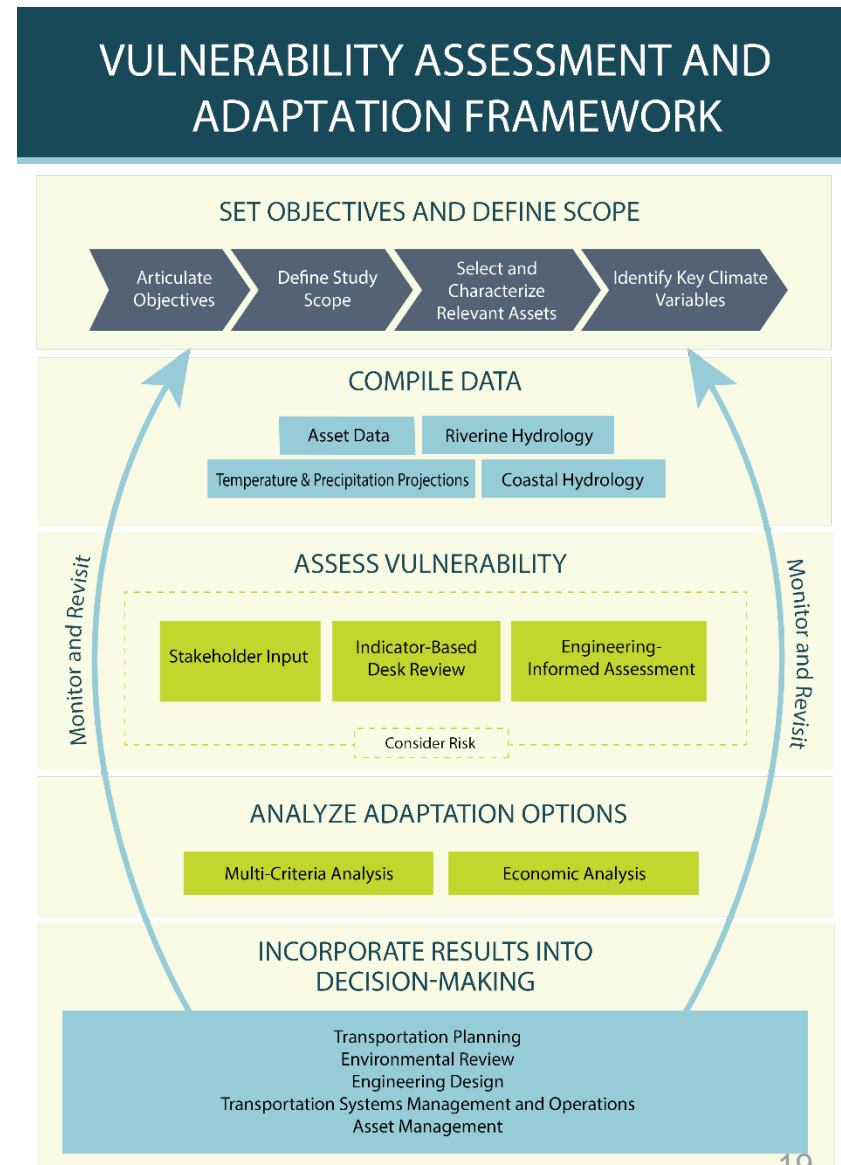 VULNERABILITY ASSESSMENT AND
ADAPTATION FRAMEWORK
SET OBJECTIVES AND DEFINE SCOPE
Articulate
Objectives
Define Study
Scope
Select and
Characterize
Relevant Assets
Identify Key Climate
Variables
COMPILE DATA
Asset Data
Riverine Hydrology
Temperature & Precipitation Projections
Coastal Hydrology
ASSESS VULNERABILITY
Monitor and Revisit
Stakeholder Input
Indicator-Based
Desk Review
Engineering-
Informed Assessment
Consider Risk
Monitor and Revisit
ANALYZE ADAPTATION OPTIONS
Multi-Criteria Analysis
Economic Analysis
INCORPORATE RESULTS INTO
DECISION-MAKING
Transportation Planning
Environmental Review
Engineering Design
Transportation Systems Management and Operations
Asset Management
19